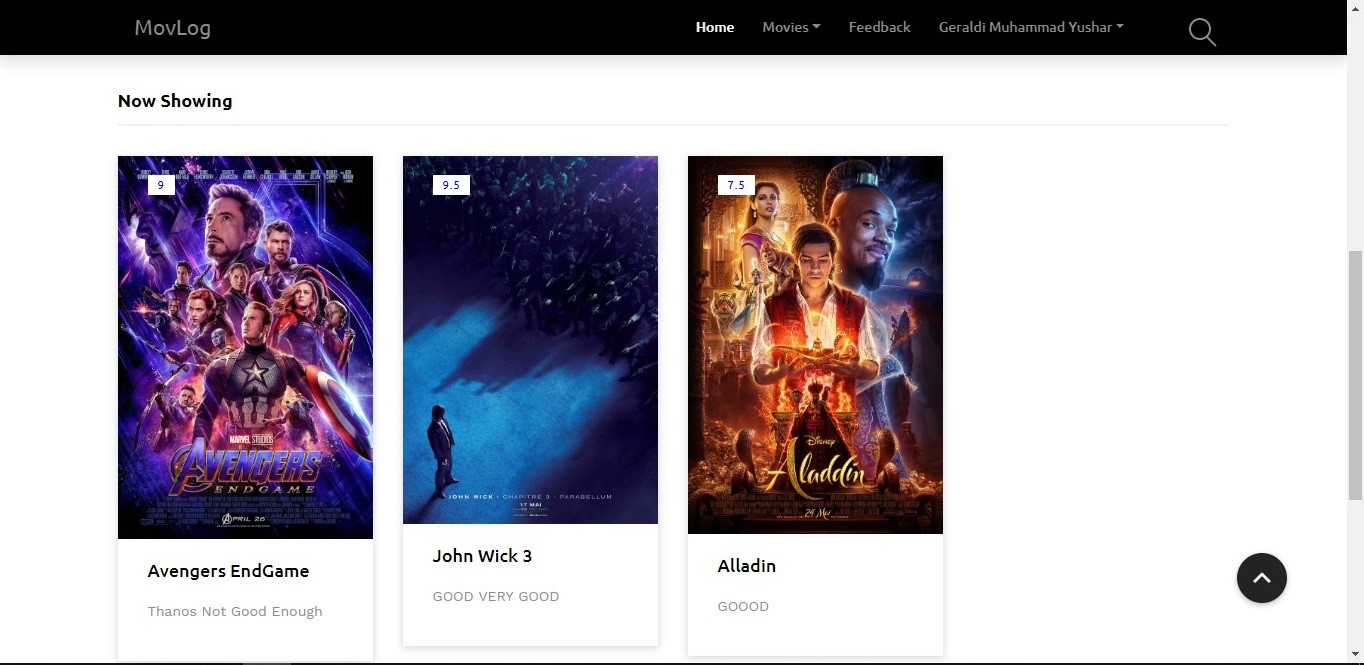 MovLog
Home Movies Feedback Geraldi Muhammad Yushar
Now Showing
9
MARVEL STUDIOS
AVENGERS
ENDGAME
APRIL 26
Avengers EndGame
Thanos Not Good Enough
9.5
JOHN WICK · CHAPITRE 3 · PARABELLUM
17 MAI
John Wick 3
GOOD VERY GOOD
7.5
Disney
Aladdin
Alladin
GOOOD